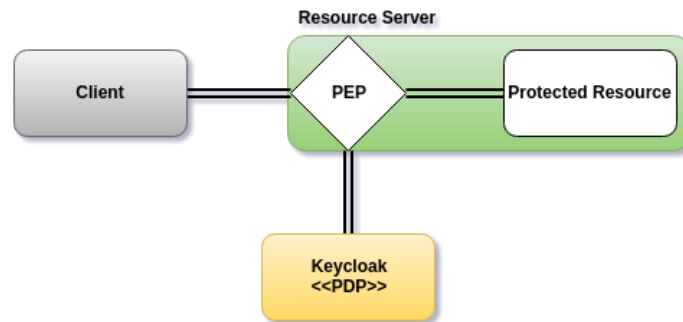 Resource Server
Client
PEP
Protected Resource
Keycloak
<<PDP>>